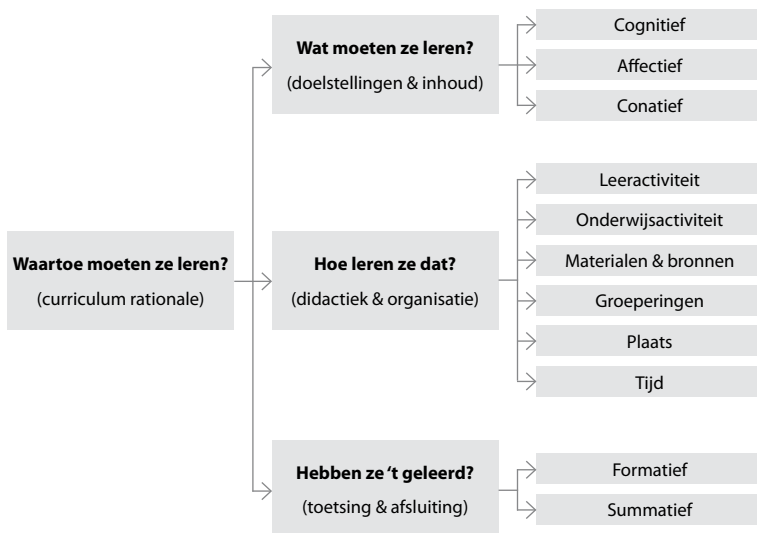 Waartoe moeten ze leren?
(curriculum rationale)
Wat moeten ze leren?
(doelstellingen & inhoud)
Cognitief
Affectief
Conatief
Hoe leren ze dat?
(didactiek & organisatie)
Leeractiviteit
Onderwijsactiviteit
Materialen & bronnen
Groeperingen
Plaats
Tijd
Hebben ze ‘t geleerd?
(toetsing & afsluiting)
Formatief
Summatief